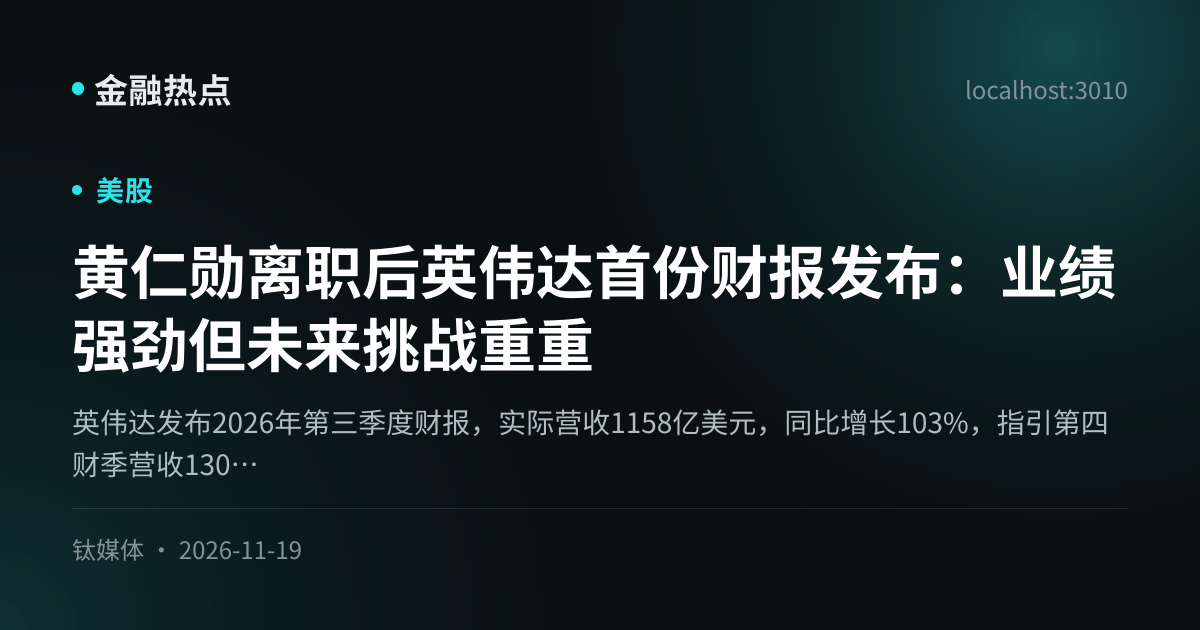 金融热点
localhost:3010
美股
黄仁勋离职后英伟达首份财报发布：业绩
强劲但未来挑战重重
英伟达发布2026年第三季度财报，实际营收1158亿美元，同比增长103%，指引第四
财季营收130…
钛媒体 · 2026-11-19